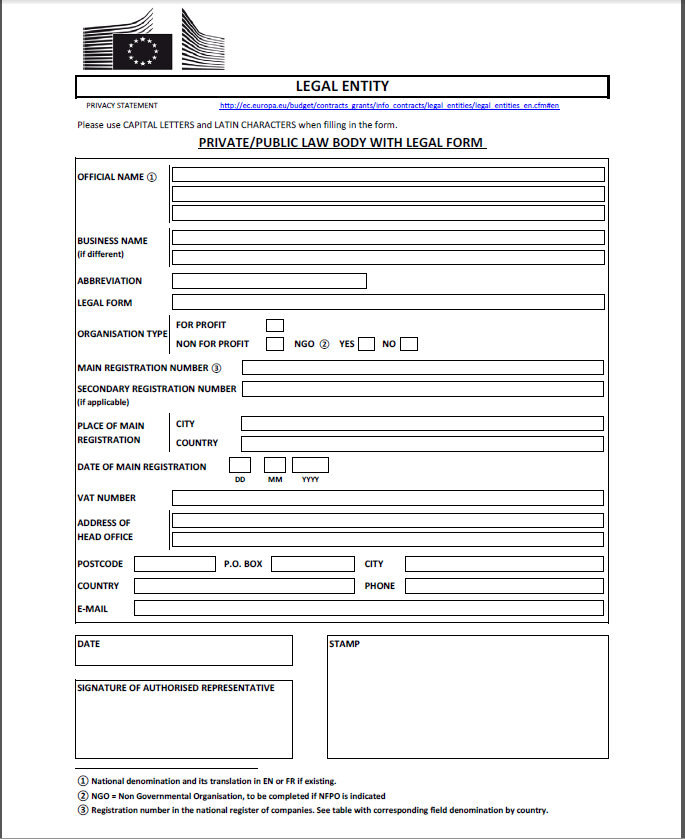 LEGAL ENTITY
PRIVACY STATEMENT http://ec.europa.eu/budget/contracts_grants/info_contracts/legal_entities/legal_entities_en.cfm#en
Please use CAPITAL LETTERS and LATIN CHARACTERS when filling in the form.
PRIVATE/PUBLIC LAW BODY WITH LEGAL FORM
OFFICIAL NAME ①
BUSINESS NAME
(if different)
ABBREVIATION
LEGAL FORM
ORGANISATION TYPE
FOR PROFIT
NON FOR PROFIT NGO ② YES NO
MAIN REGISTRATION NUMBER ③
SECONDARY REGISTRATION NUMBER
(if applicable)
PLACE OF MAIN
REGISTRATION
CITY
COUNTRY
DATE OF MAIN REGISTRATION
DD MM YYYY
VAT NUMBER
ADDRESS OF
HEAD OFFICE
POSTCODE P.O. BOX CITY
COUNTRY PHONE
E-MAIL
DATE
STAMP
SIGNATURE OF AUTHORISED REPRESENTATIVE
① National denomination and its translation in EN or FR if existing.
② NGO = Non Governmental Organisation, to be completed if NFPO is indicated
③ Registration number in the national register of companies. See table with corresponding field denomination by country.